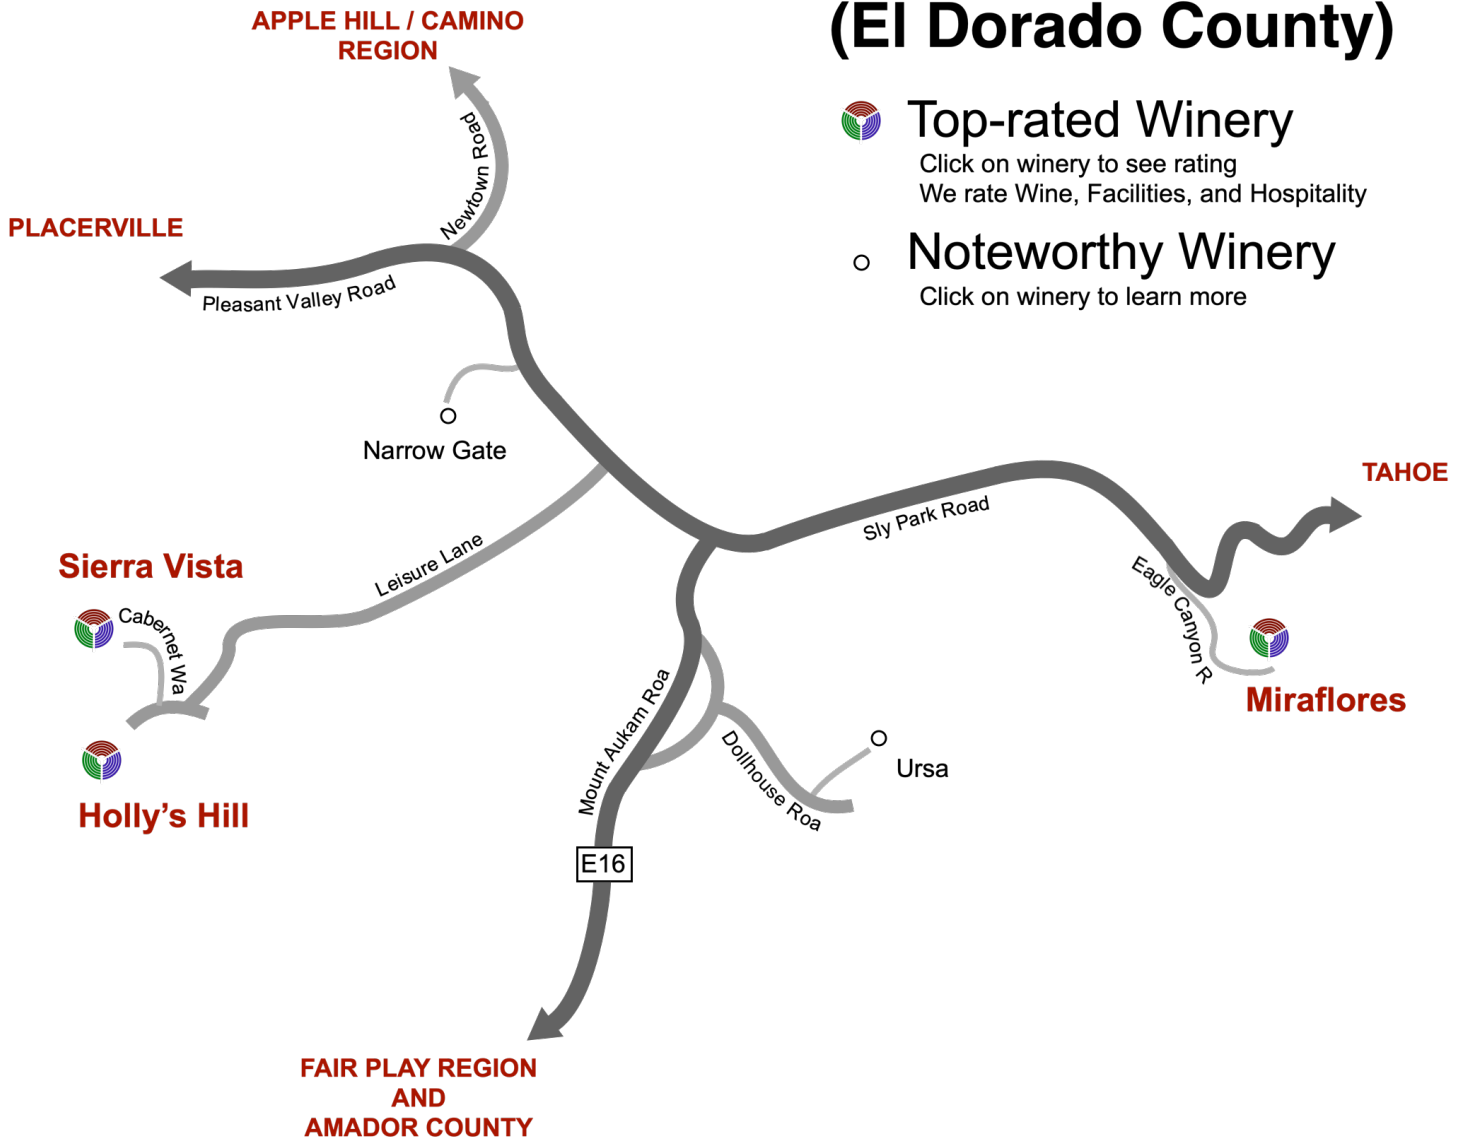 APPLE HILL / CAMINO
REGION
(El Dorado County)
Top-rated Winery
Click on winery to see rating
We rate Wine, Facilities, and Hospitality
Newtown Road
PLACERVILLE
Noteworthy Winery
Click on winery to learn more
Pleasant Valley Road
Narrow Gate
TAHOE
Sly Park Road
Leisure Lane
Sierra Vista
Eagle Canyon R
Cabernet Wa
Miraflores
Mount Aukam Roa
Dollhouse Roa
Ursa
Holly’s Hill
E16
FAIR PLAY REGION
AND
AMADOR COUNTY